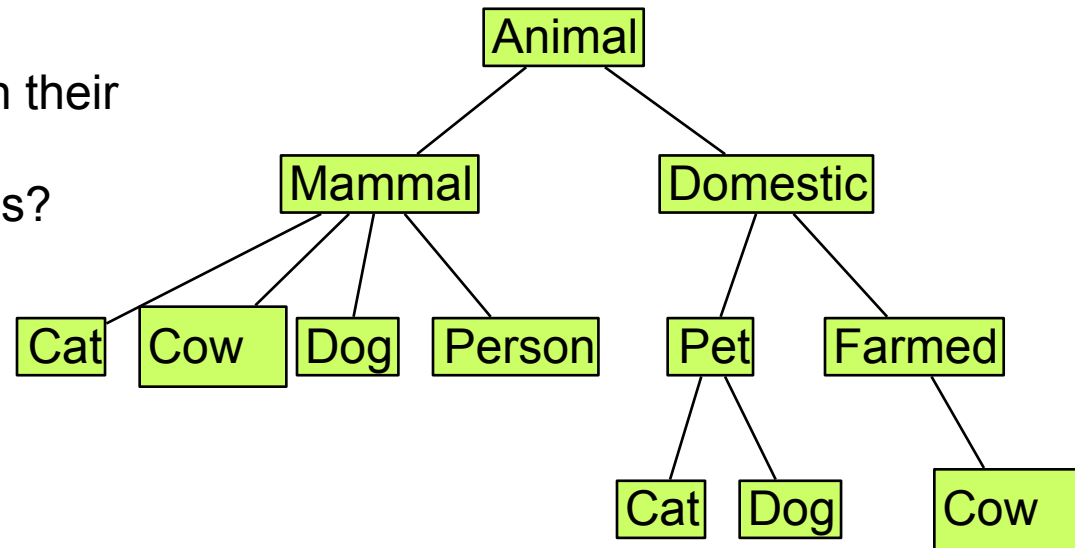 Animal
n their
Mammal Domestic
s?
Cat Cow Dog Person Pet Farmed
Cat Dog Cow